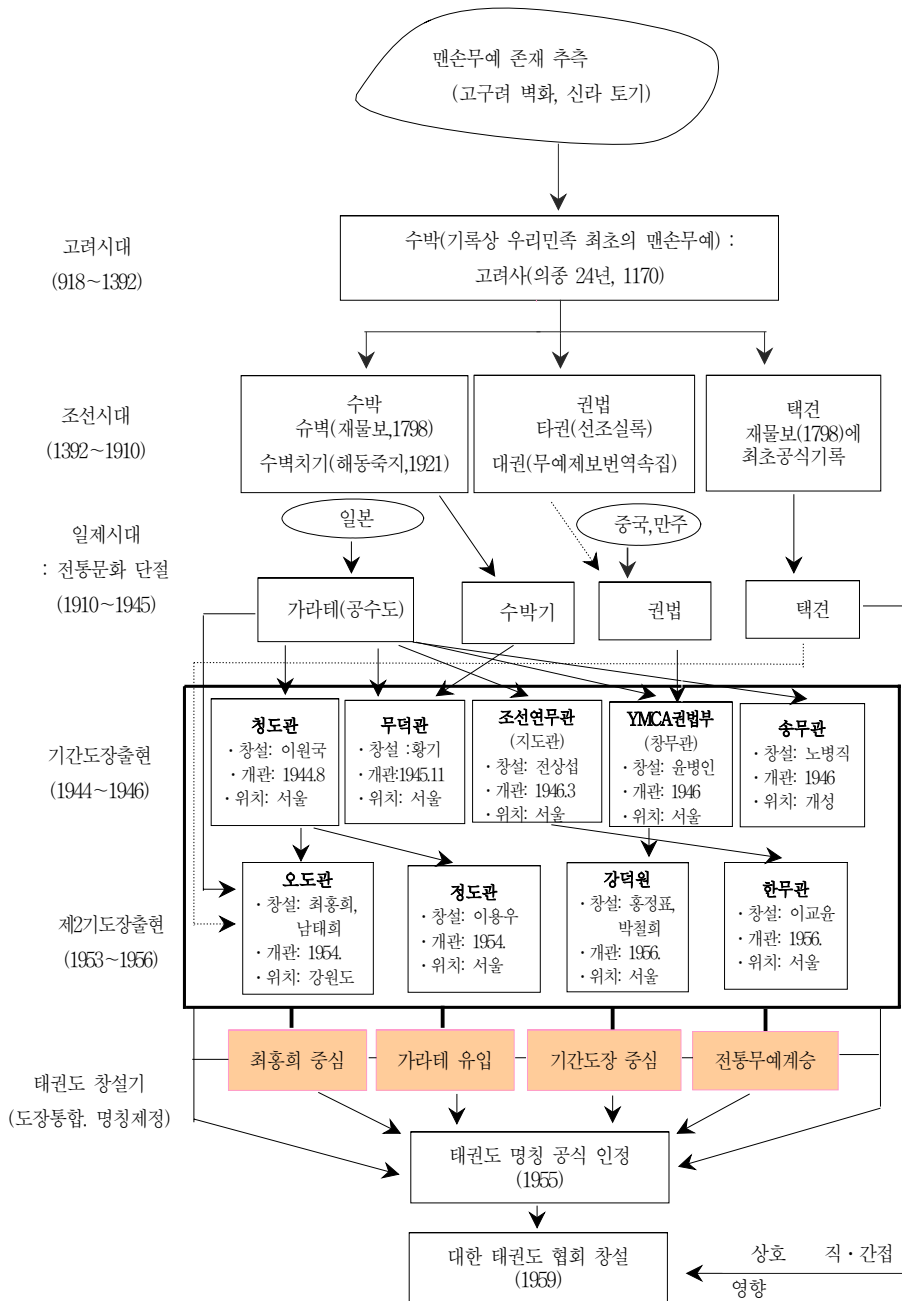 맨손무예 존재 추측
(고구려 벽화, 신라 토기)
고려시대
(918~1392)
수박(기록상 우리민족 최초의 맨손무예) :
고려사(의종 24년, 1170)
조선시대
(1392~1910)
수박
슈벽(재물보,1798)
수벽치기(해동죽지,1921)
권법
타권(선조실록)
대권(무예제보번역속집)
택견
재물보(1798)에
최초공식기록
일제시대
: 전통문화 단절
(1910~1945)
일본
중국,만주
가라테(공수도)
수박기
권법
택견
기간도장출현
(1944~1946)
청도관
· 창설: 이원국
· 개관: 1944.8
· 위치: 서울
무덕관
· 창설 :황기
· 개관:1945.11
· 위치: 서울
조선연무관
(지도관)
· 창설: 전상섭
· 개관: 1946.3
· 위치: 서울
YMCA권법부
(창무관)
· 창설: 윤병인
· 개관: 1946
· 위치: 서울
송무관
· 창설: 노병직
· 개관: 1946
· 위치: 개성
제2기도장출현
(1953~1956)
오도관
· 창설: 최홍희,
남태희
· 개관: 1954.
· 위치: 강원도
정도관
· 창설: 이용우
· 개관: 1954.
· 위치: 서울
강덕원
· 창설: 홍정표,
박철희
· 개관: 1956.
· 위치: 서울
한무관
· 창설: 이교윤
· 개관: 1956.
· 위치: 서울
태권도 창설기
(도장통합, 명칭제정)
최홍희 중심
가라테 유입
기간도장 중심
전통무예계승
태권도 명칭 공식 인정
(1955)
대한 태권도 협회 창설
(1959)
상호 직·간접
영향